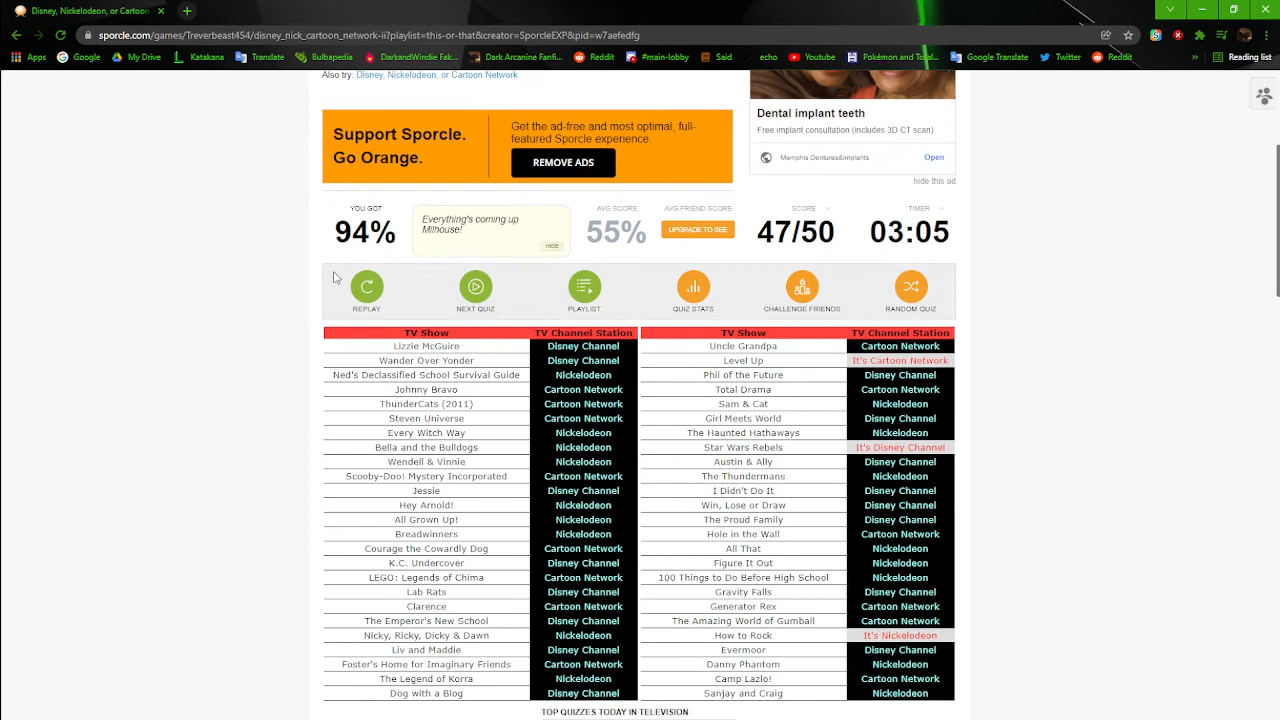 Disney, Nickelodeon, or Cartoon
sporcle.com/games/Treverbeast454/disney_nick_cartoon_network-ii?playlist=this-or-that&creator=SporcleEXP&pid=w7aefedfg
Apps Google My Drive Katakana Translate Bulbapedia DarkandWindie Fak... Dark Arcanine Fanfi... Reddit #main-lobby Said echo YouTube Pokémon and Total... Google Translate Twitter Reddit » Reading list
Also try: Disney, Nickelodeon, or Cartoon Network
Support Sporcle.
Go Orange.
Get the ad-free and most optimal, full-
featured Sporcle experience.
REMOVE ADS
Dental implant teeth
Free implant consultation (includes 3D CT scan)
Memphis Dentures&Implants
Open
hide this ad
YOU GOT
94%
Everything's coming up
Milhouse!
HIDE
AVG SCORE
55%
AVG FRIEND SCORE
UPGRADE TO SEE
SCORE
47/50
TIMER
03:05
REPLAY NEXT QUIZ PLAYLIST QUIZ STATS CHALLENGE FRIENDS RANDOM QUIZ
TV Show TV Channel Station TV Show TV Channel Station
Lizzie McGuire Disney Channel Uncle Grandpa Cartoon Network
Wander Over Yonder Disney Channel Level Up It's Cartoon Network
Ned's Declassified School Survival Guide Nickelodeon Phil of the Future Disney Channel
Johnny Bravo Cartoon Network Total Drama Cartoon Network
ThunderCats (2011) Cartoon Network Sam & Cat Nickelodeon
Steven Universe Cartoon Network Girl Meets World Disney Channel
Every Witch Way Nickelodeon The Haunted Hathaways Nickelodeon
Bella and the Bulldogs Nickelodeon Star Wars Rebels It's Disney Channel
Wendell & Vinnie Nickelodeon Austin & Ally Disney Channel
Scooby-Doo! Mystery Incorporated Cartoon Network The Thundermans Nickelodeon
Jessie Disney Channel I Didn't Do It Disney Channel
Hey Arnold! Nickelodeon Win, Lose or Draw Disney Channel
All Grown Up! Nickelodeon The Proud Family Disney Channel
Breadwinners Nickelodeon Hole in the Wall Cartoon Network
Courage the Cowardly Dog Cartoon Network All That Nickelodeon
K.C. Undercover Disney Channel Figure It Out Nickelodeon
LEGO: Legends of Chima Cartoon Network 100 Things to Do Before High School Nickelodeon
Lab Rats Disney Channel Gravity Falls Disney Channel
Clarence Cartoon Network Generator Rex Cartoon Network
The Emperor's New School Disney Channel The Amazing World of Gumball Cartoon Network
Nicky, Ricky, Dicky & Dawn Nickelodeon How to Rock It's Nickelodeon
Liv and Maddie Disney Channel Evermoor Disney Channel
Foster's Home for Imaginary Friends Cartoon Network Danny Phantom Nickelodeon
The Legend of Korra Nickelodeon Camp Lazlo! Cartoon Network
Dog with a Blog Disney Channel Sanjay and Craig Nickelodeon
TOP QUIZZES TODAY IN TELEVISION